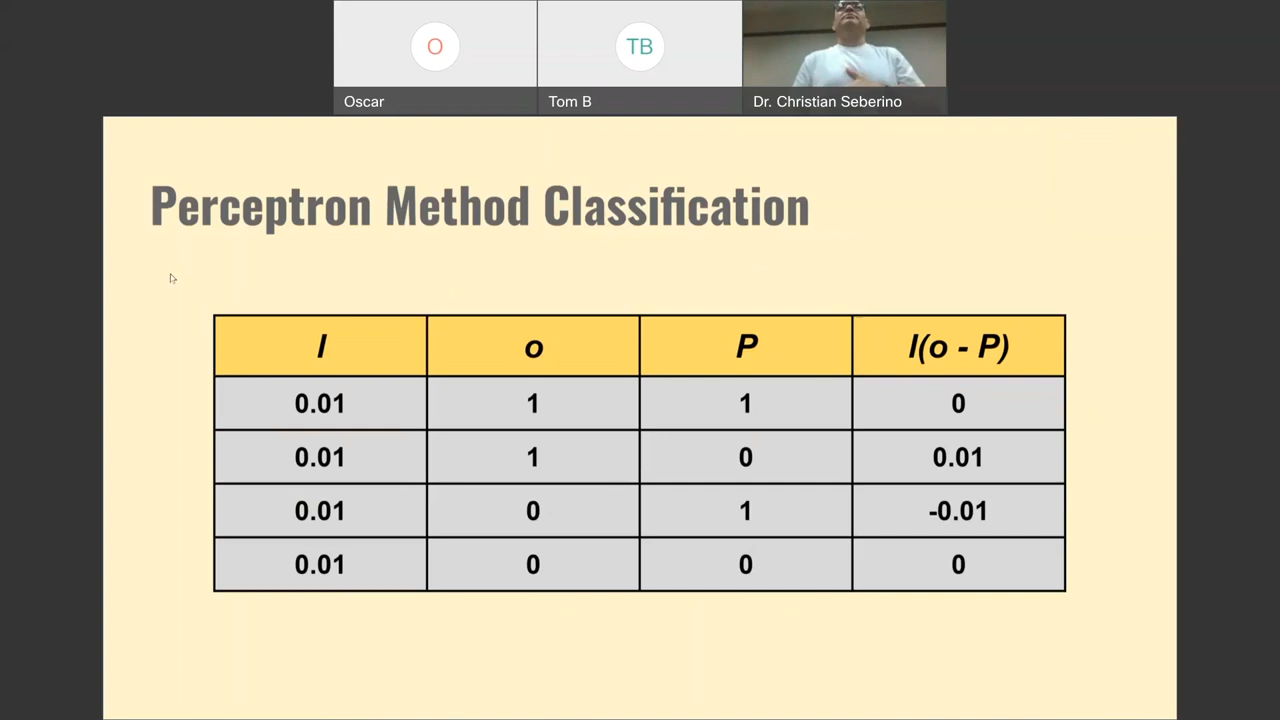 O
TB
Oscar
Tom B
Dr. Christian Seberino
Perceptron Method Classification
l o P l(o - P)
0.01 1 1 0
0.01 1 0 0.01
0.01 0 1 -0.01
0.01 0 0 0